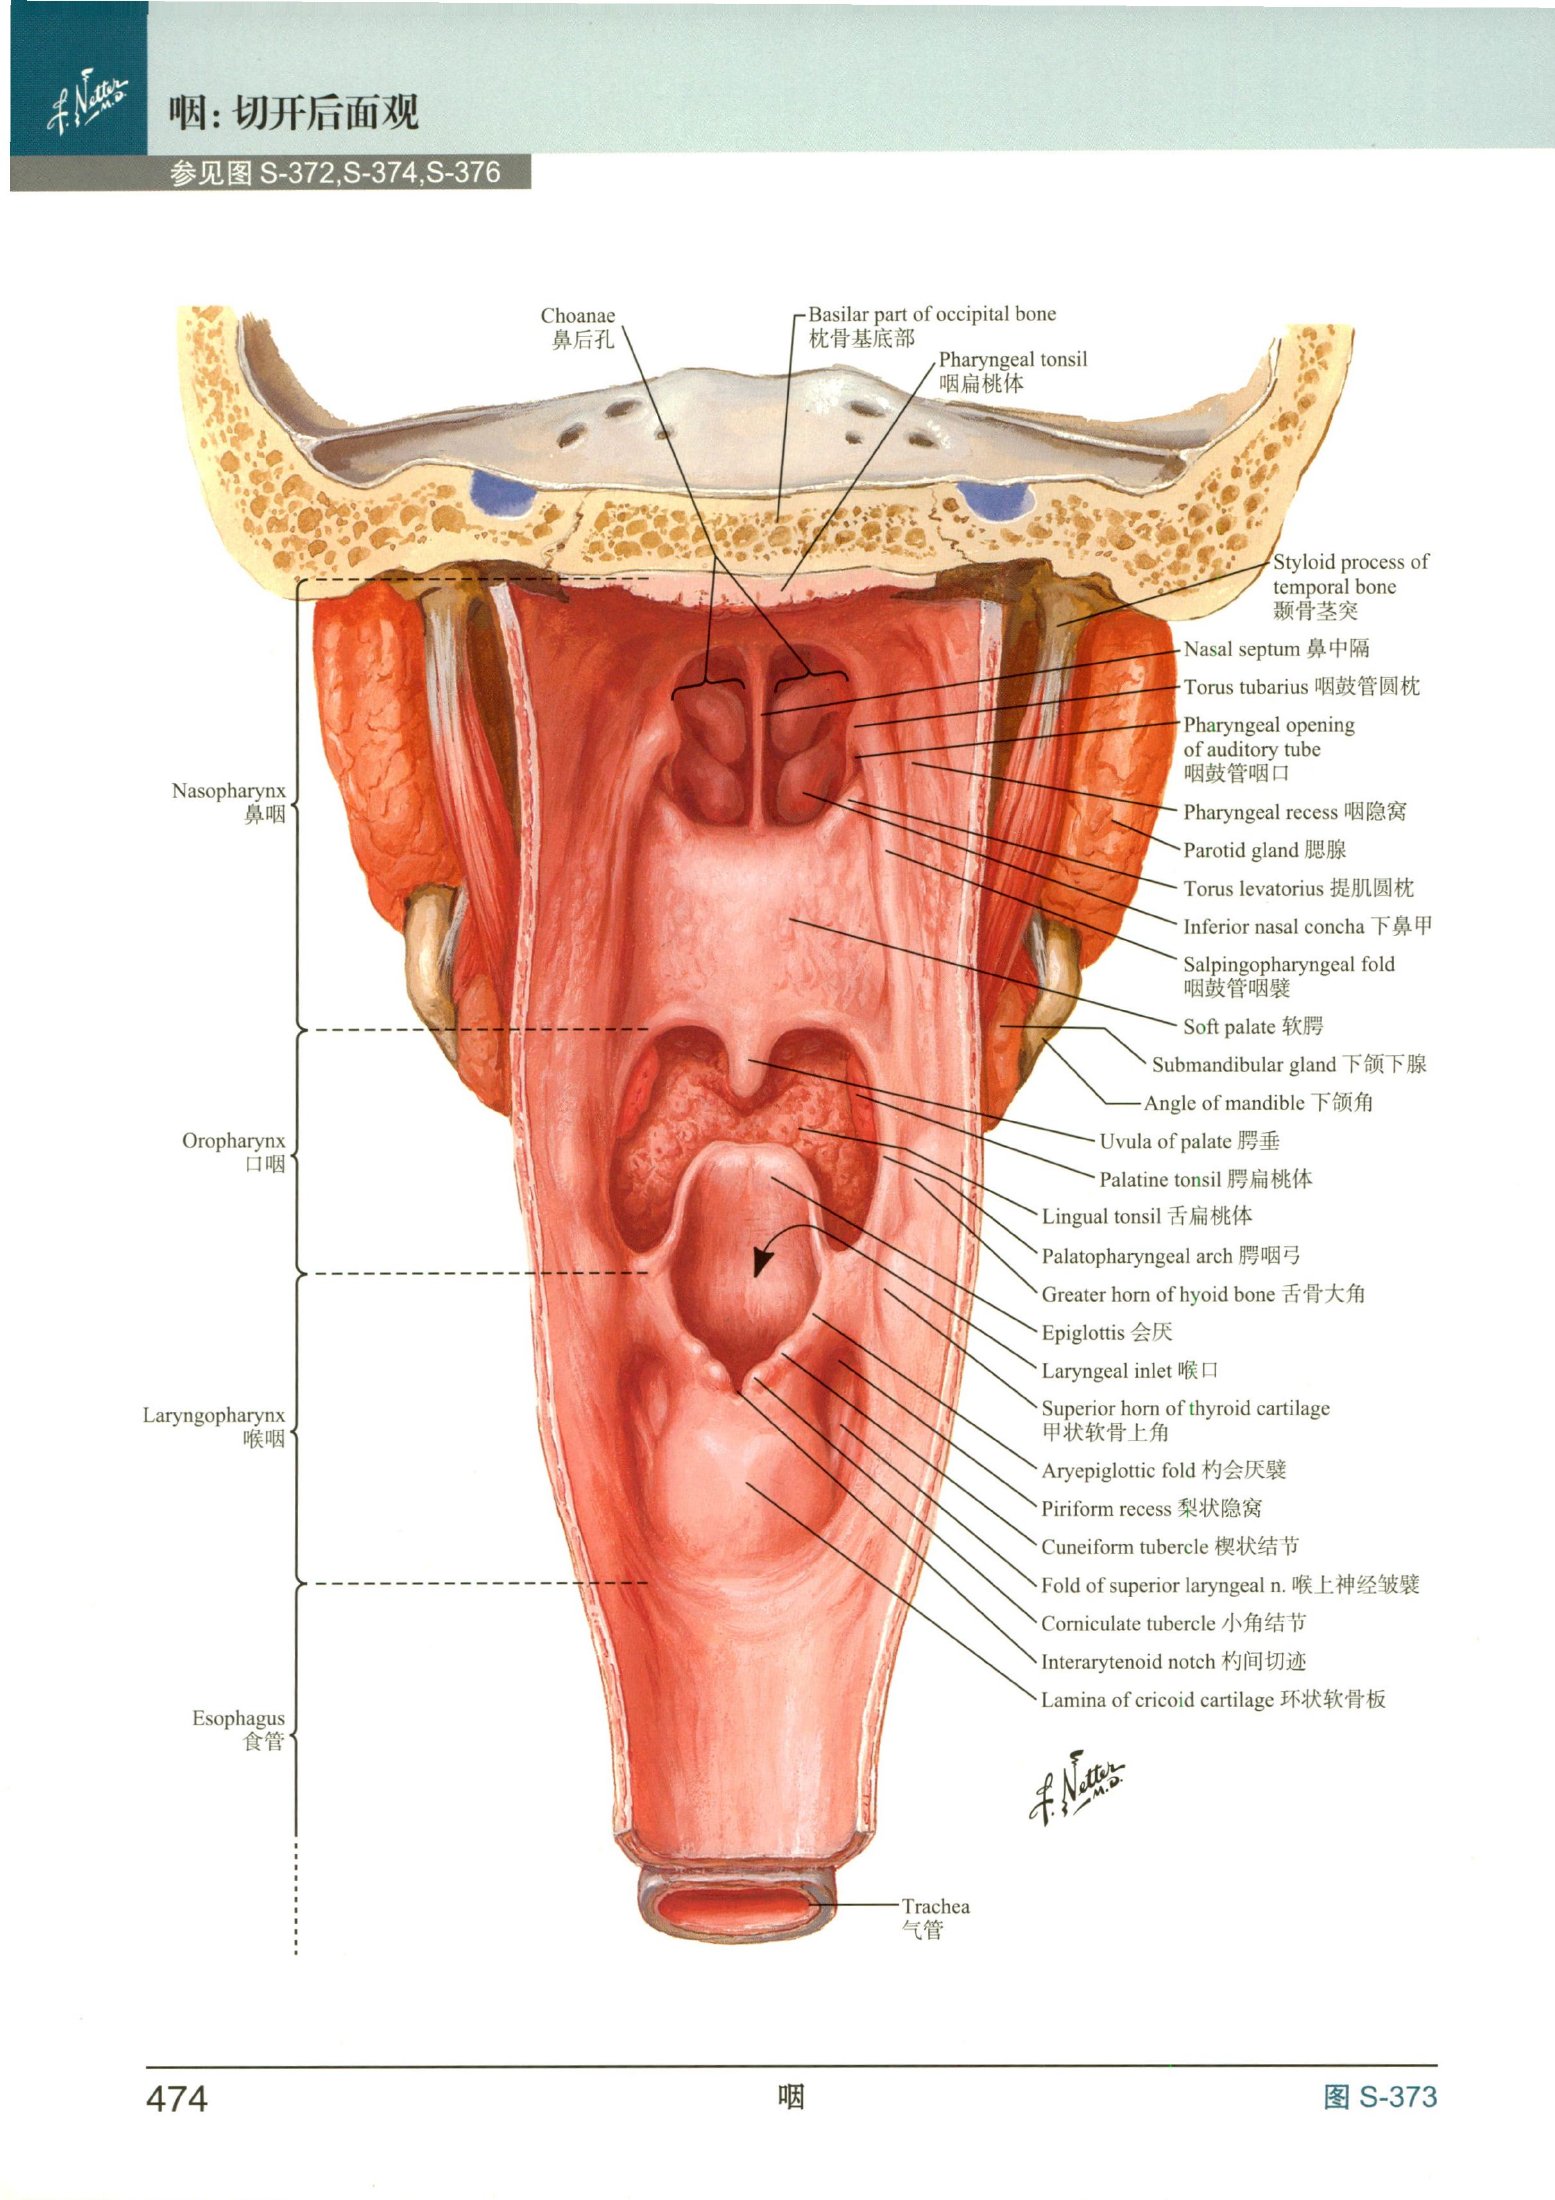 F. Netter M.D.
咽：切开后面观
参见图 S-372,S-374,S-376
Choanae
鼻后孔
Basilar part of occipital bone
枕骨基底部
Pharyngeal tonsil
咽扁桃体
Styloid process of
temporal bone
颞骨茎突
Nasal septum 鼻中隔
Torus tubarius 咽鼓管圆枕
Pharyngeal opening
of auditory tube
咽鼓管咽口
Pharyngeal recess 咽隐窝
Parotid gland 腮腺
Torus levatorius 提肌圆枕
Inferior nasal concha 下鼻甲
Salpingopharyngeal fold
咽鼓管咽襞
Soft palate 软腭
Submandibular gland 下颌下腺
Angle of mandible 下颌角
Uvula of palate 腭垂
Palatine tonsil 腭扁桃体
Lingual tonsil 舌扁桃体
Palatopharyngeal arch 腭咽弓
Greater horn of hyoid bone 舌骨大角
Epiglottis 会厌
Laryngeal inlet 喉口
Superior horn of thyroid cartilage
甲状软骨上角
Aryepiglottic fold 杓会厌襞
Piriform recess 梨状隐窝
Cuneiform tubercle 楔状结节
Fold of superior laryngeal n. 喉上神经皱襞
Corniculate tubercle 小角结节
Interarytenoid notch 杓间切迹
Lamina of cricoid cartilage 环状软骨板
Nasopharynx
鼻咽
Oropharynx
口咽
Laryngopharynx
喉咽
Esophagus
食管
F. Netter M.D.
Trachea
气管
474
咽
图 S-373